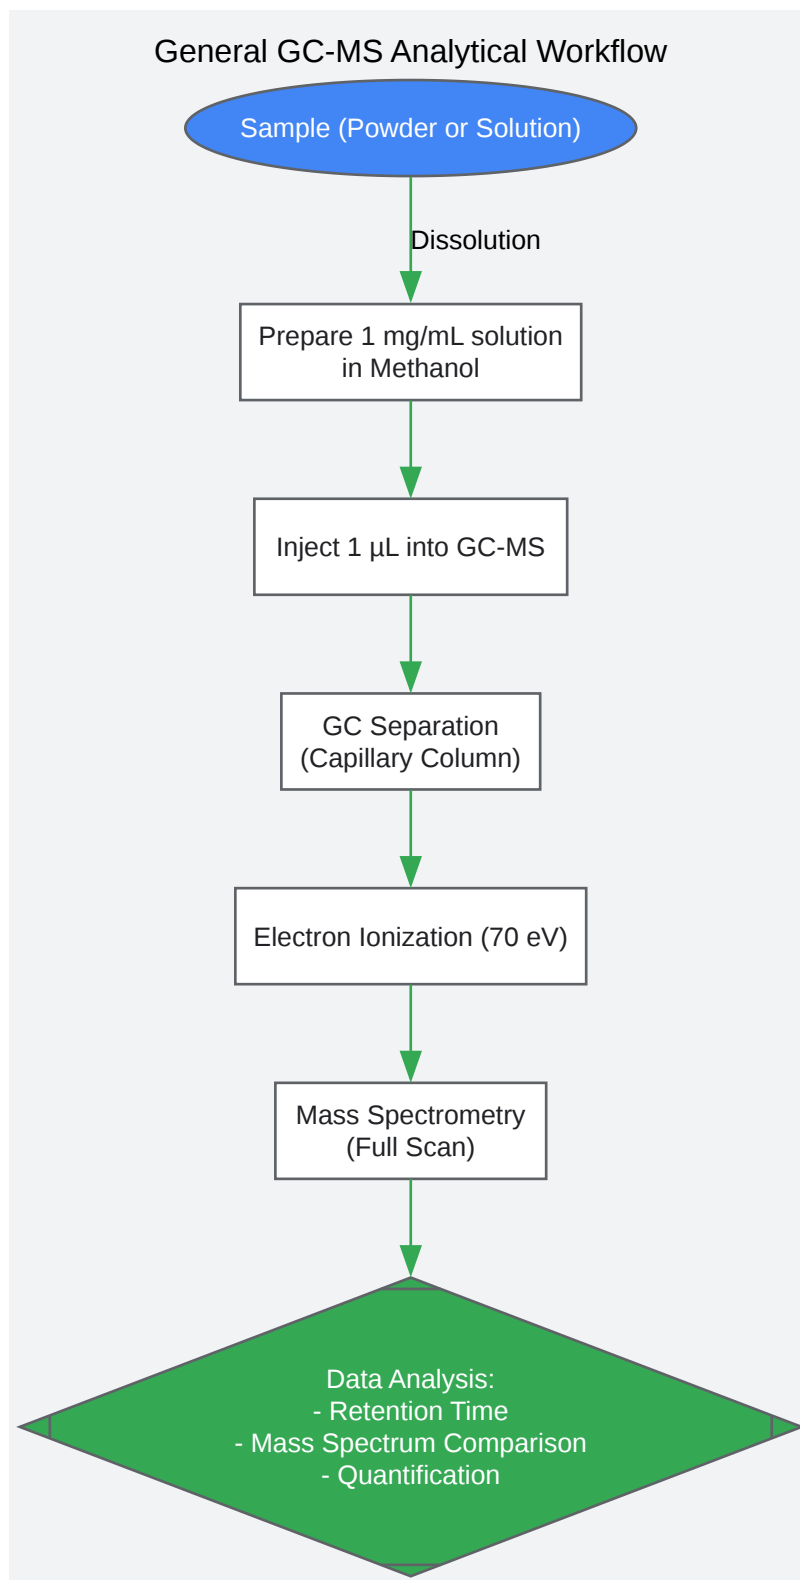 General GC-MS Analytical Workflow
Sample (Powder or Solution)
Dissolution
Prepare 1 mg/mL solution
in Methanol
Inject 1 µL into GC-MS
GC Separation
(Capillary Column)
Electron Ionization (70 eV)
Mass Spectrometry
(Full Scan)
Data Analysis:
- Retention Time
- Mass Spectrum Comparison
- Quantification